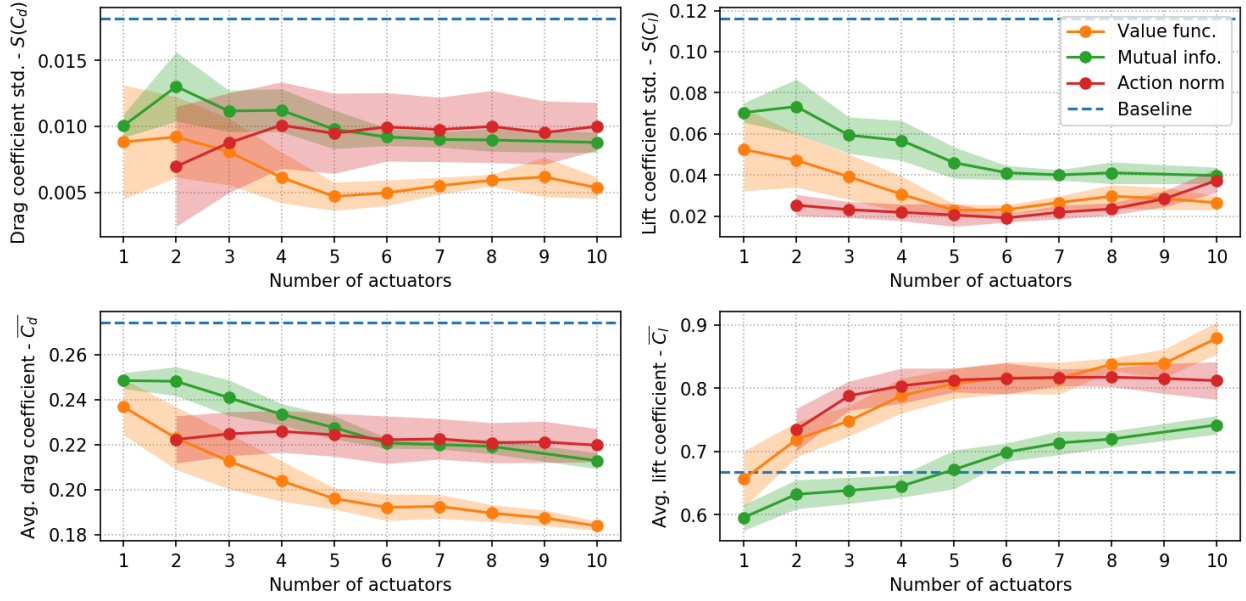 Drag coefficient std. - S(C_d)
0.015
0.010
0.005
1 2 3 4 5 6 7 8 9 10
Number of actuators
Lift coefficient std. - S(C_l)
0.12
0.10
0.08
0.06
0.04
0.02
Value func.
Mutual info.
Action norm
Baseline
1 2 3 4 5 6 7 8 9 10
Number of actuators
Avg. drag coefficient - \overline{C_d}
0.26
0.24
0.22
0.20
0.18
1 2 3 4 5 6 7 8 9 10
Number of actuators
Avg. lift coefficient - \overline{C_l}
0.9
0.8
0.7
0.6
1 2 3 4 5 6 7 8 9 10
Number of actuators